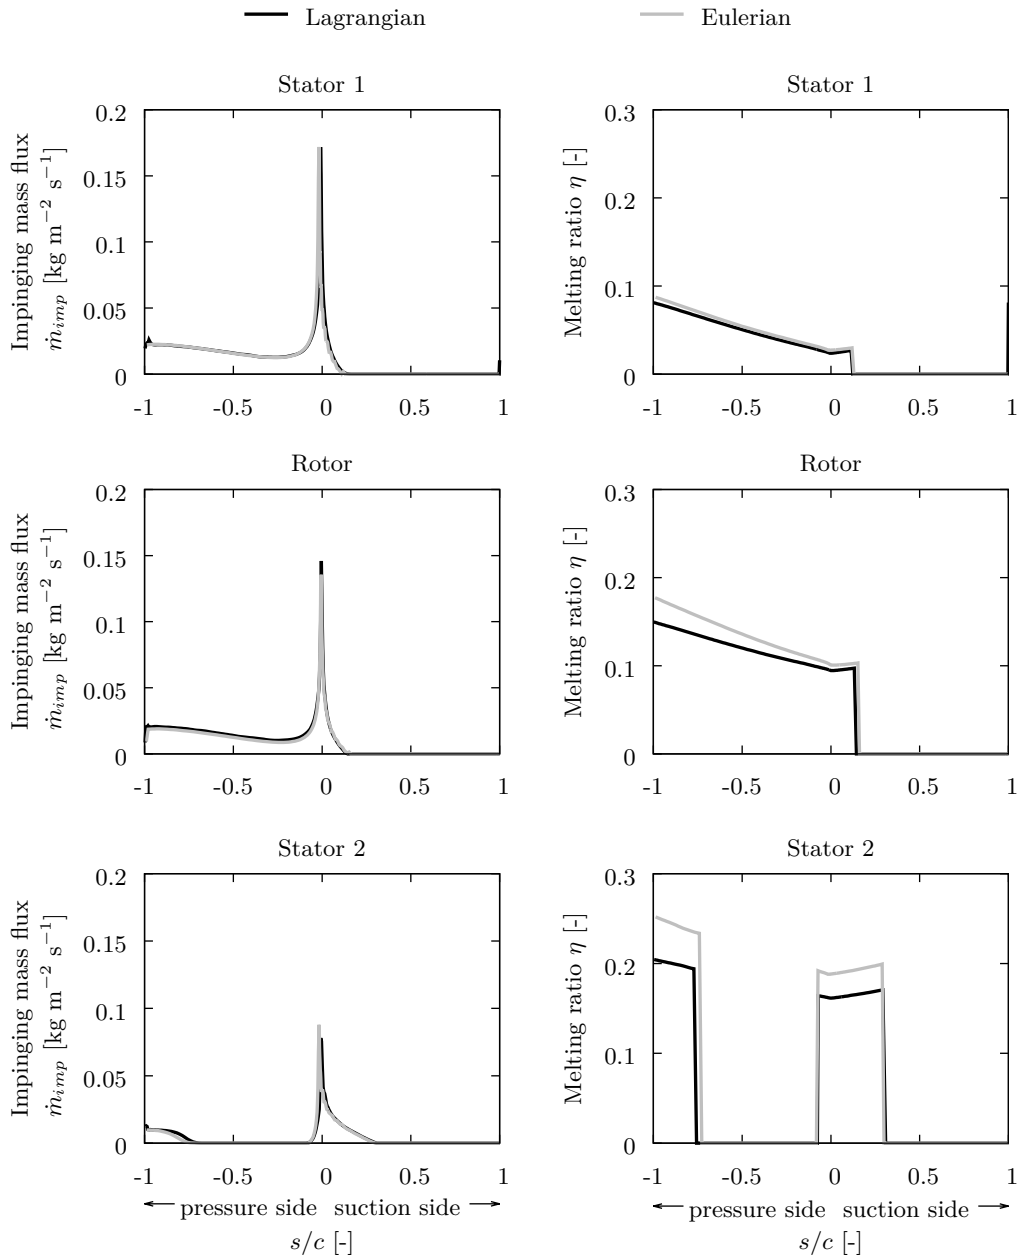 Lagrangian
Eulerian
Stator 1
Impinging mass flux
ṁ_imp [kg m⁻² s⁻¹]
0.2
0.15
0.1
0.05
0
-1 -0.5 0 0.5 1
Stator 1
Melting ratio η [-]
0.3
0.2
0.1
0
-1 -0.5 0 0.5 1
Rotor
Impinging mass flux
ṁ_imp [kg m⁻² s⁻¹]
0.2
0.15
0.1
0.05
0
-1 -0.5 0 0.5 1
Rotor
Melting ratio η [-]
0.3
0.2
0.1
0
-1 -0.5 0 0.5 1
Stator 2
Impinging mass flux
ṁ_imp [kg m⁻² s⁻¹]
0.2
0.15
0.1
0.05
0
-1 -0.5 0 0.5 1
pressure side suction side
s/c [-]
Stator 2
Melting ratio η [-]
0.3
0.2
0.1
0
-1 -0.5 0 0.5 1
pressure side suction side
s/c [-]